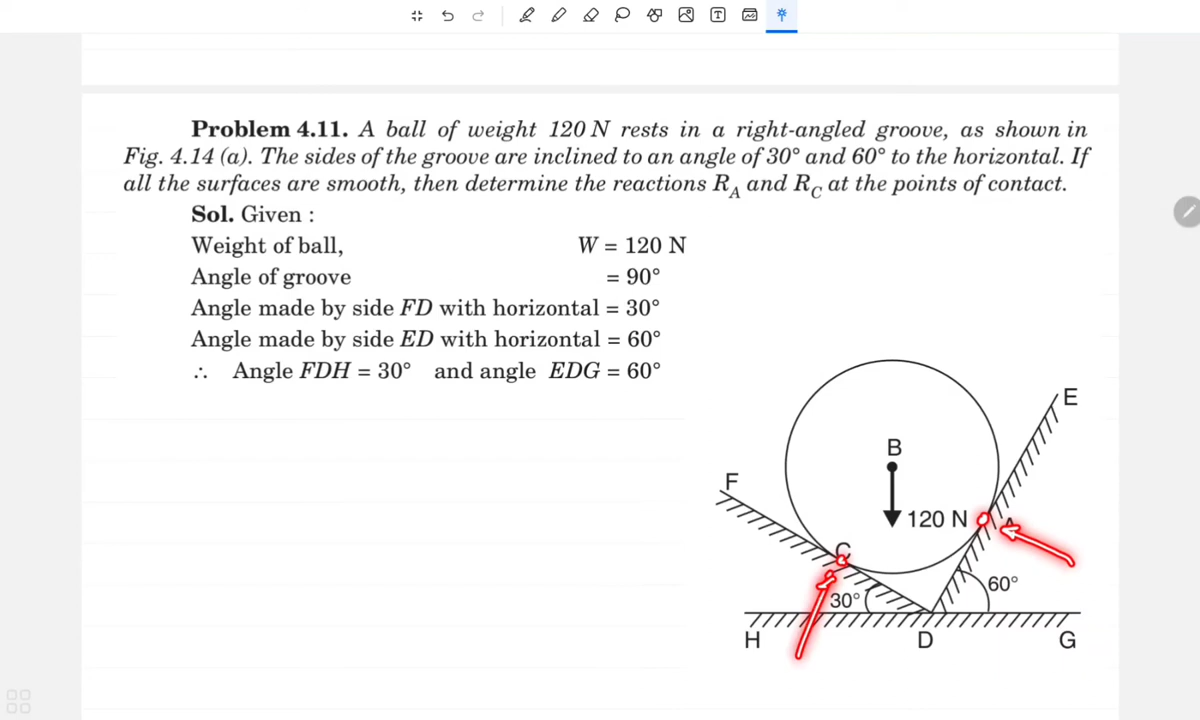 Problem 4.11. A ball of weight 120 N rests in a right-angled groove, as shown in
Fig. 4.14 (a). The sides of the groove are inclined to an angle of 30° and 60° to the horizontal. If
all the surfaces are smooth, then determine the reactions R_A and R_C at the points of contact.
Sol. Given :
Weight of ball, W = 120 N
Angle of groove = 90°
Angle made by side FD with horizontal = 30°
Angle made by side ED with horizontal = 60°
∴ Angle FDH = 30° and angle EDG = 60°
E
B
F
120 N
A
C
60°
30°
H
D
G